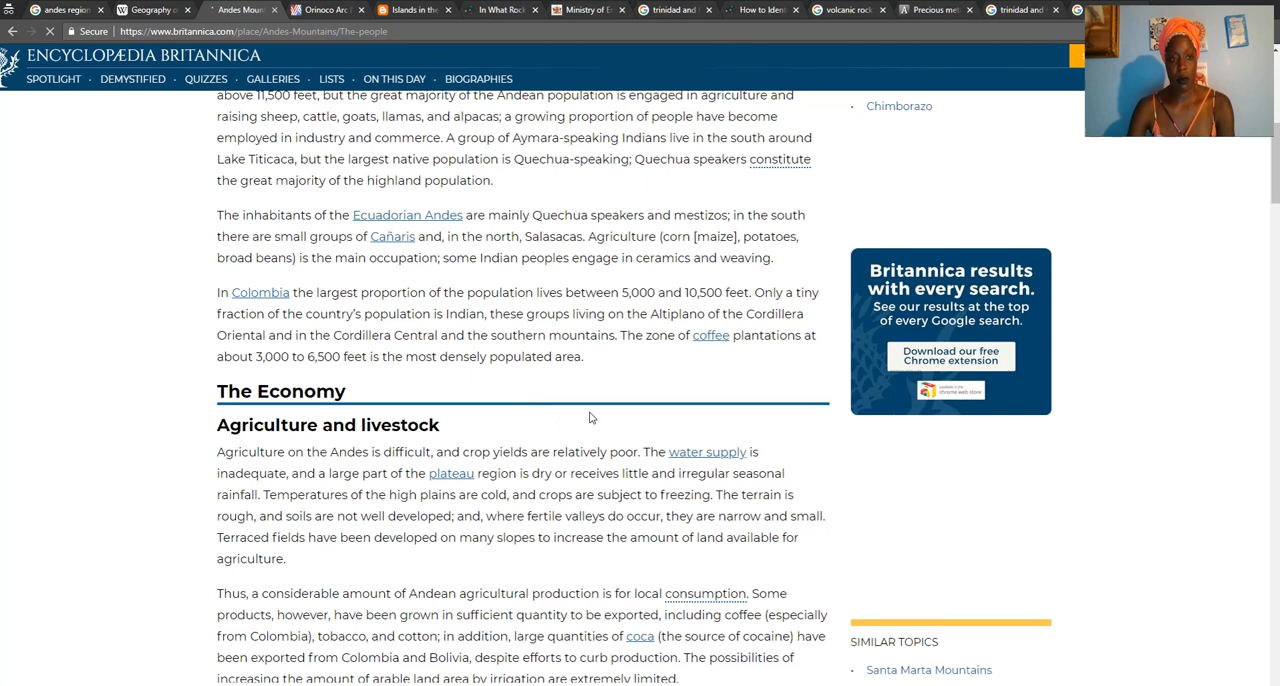 andes region
Geography o
Andes Moun
Orinoco Arc
Islands in the
In What Rock
Ministry of E
trinidad and
How to Ident
volcanic rock
Precious met
trinidad and
Secure
https://www.britannica.com/place/Andes-Mountains/The-people
ENCYCLOPÆDIA BRITANNICA
SPOTLIGHT · DEMYSTIFIED · QUIZZES · GALLERIES · LISTS · ON THIS DAY · BIOGRAPHIES
above 11,500 feet, but the great majority of the Andean population is engaged in agriculture and
raising sheep, cattle, goats, llamas, and alpacas; a growing proportion of people have become
employed in industry and commerce. A group of Aymara-speaking Indians live in the south around
Lake Titicaca, but the largest native population is Quechua-speaking; Quechua speakers constitute
the great majority of the highland population.
The inhabitants of the Ecuadorian Andes are mainly Quechua speakers and mestizos; in the south
there are small groups of Cañaris and, in the north, Salasacas. Agriculture (corn [maize], potatoes,
broad beans) is the main occupation; some Indian peoples engage in ceramics and weaving.
In Colombia the largest proportion of the population lives between 5,000 and 10,500 feet. Only a tiny
fraction of the country's population is Indian, these groups living on the Altiplano of the Cordillera
Oriental and in the Cordillera Central and the southern mountains. The zone of coffee plantations at
about 3,000 to 6,500 feet is the most densely populated area.
The Economy
Agriculture and livestock
Agriculture on the Andes is difficult, and crop yields are relatively poor. The water supply is
inadequate, and a large part of the plateau region is dry or receives little and irregular seasonal
rainfall. Temperatures of the high plains are cold, and crops are subject to freezing. The terrain is
rough, and soils are not well developed; and, where fertile valleys do occur, they are narrow and small.
Terraced fields have been developed on many slopes to increase the amount of land available for
agriculture.
Thus, a considerable amount of Andean agricultural production is for local consumption. Some
products, however, have been grown in sufficient quantity to be exported, including coffee (especially
from Colombia), tobacco, and cotton; in addition, large quantities of coca (the source of cocaine) have
been exported from Colombia and Bolivia, despite efforts to curb production. The possibilities of
increasing the amount of arable land area by irrigation are extremely limited.
· Chimborazo
Britannica results
with every search.
See our results at the top
of every Google search.
Download our free
Chrome extension
available in the
chrome web store
SIMILAR TOPICS
· Santa Marta Mountains